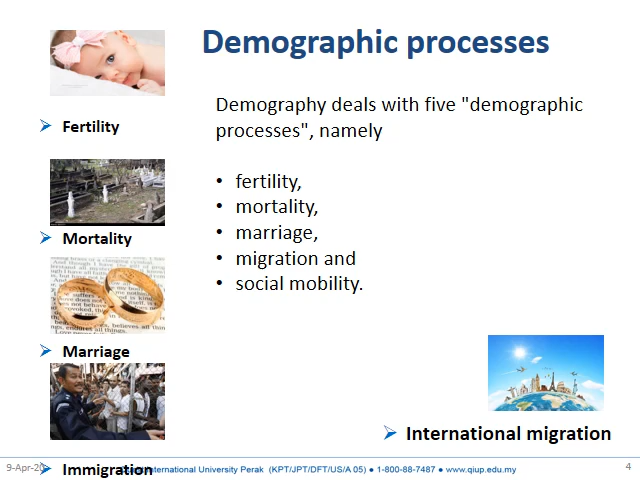 Demographic processes
Demography deals with five "demographic
processes", namely
• fertility,
• mortality,
• marriage,
• migration and
• social mobility.
➢ Fertility
➢ Mortality
➢ Marriage
➢ Immigration
➢ International migration
9-Apr-20
International University Perak (KPT/JPT/DFT/US/A 05) ● 1-800-88-7487 ● www.qiup.edu.my
4